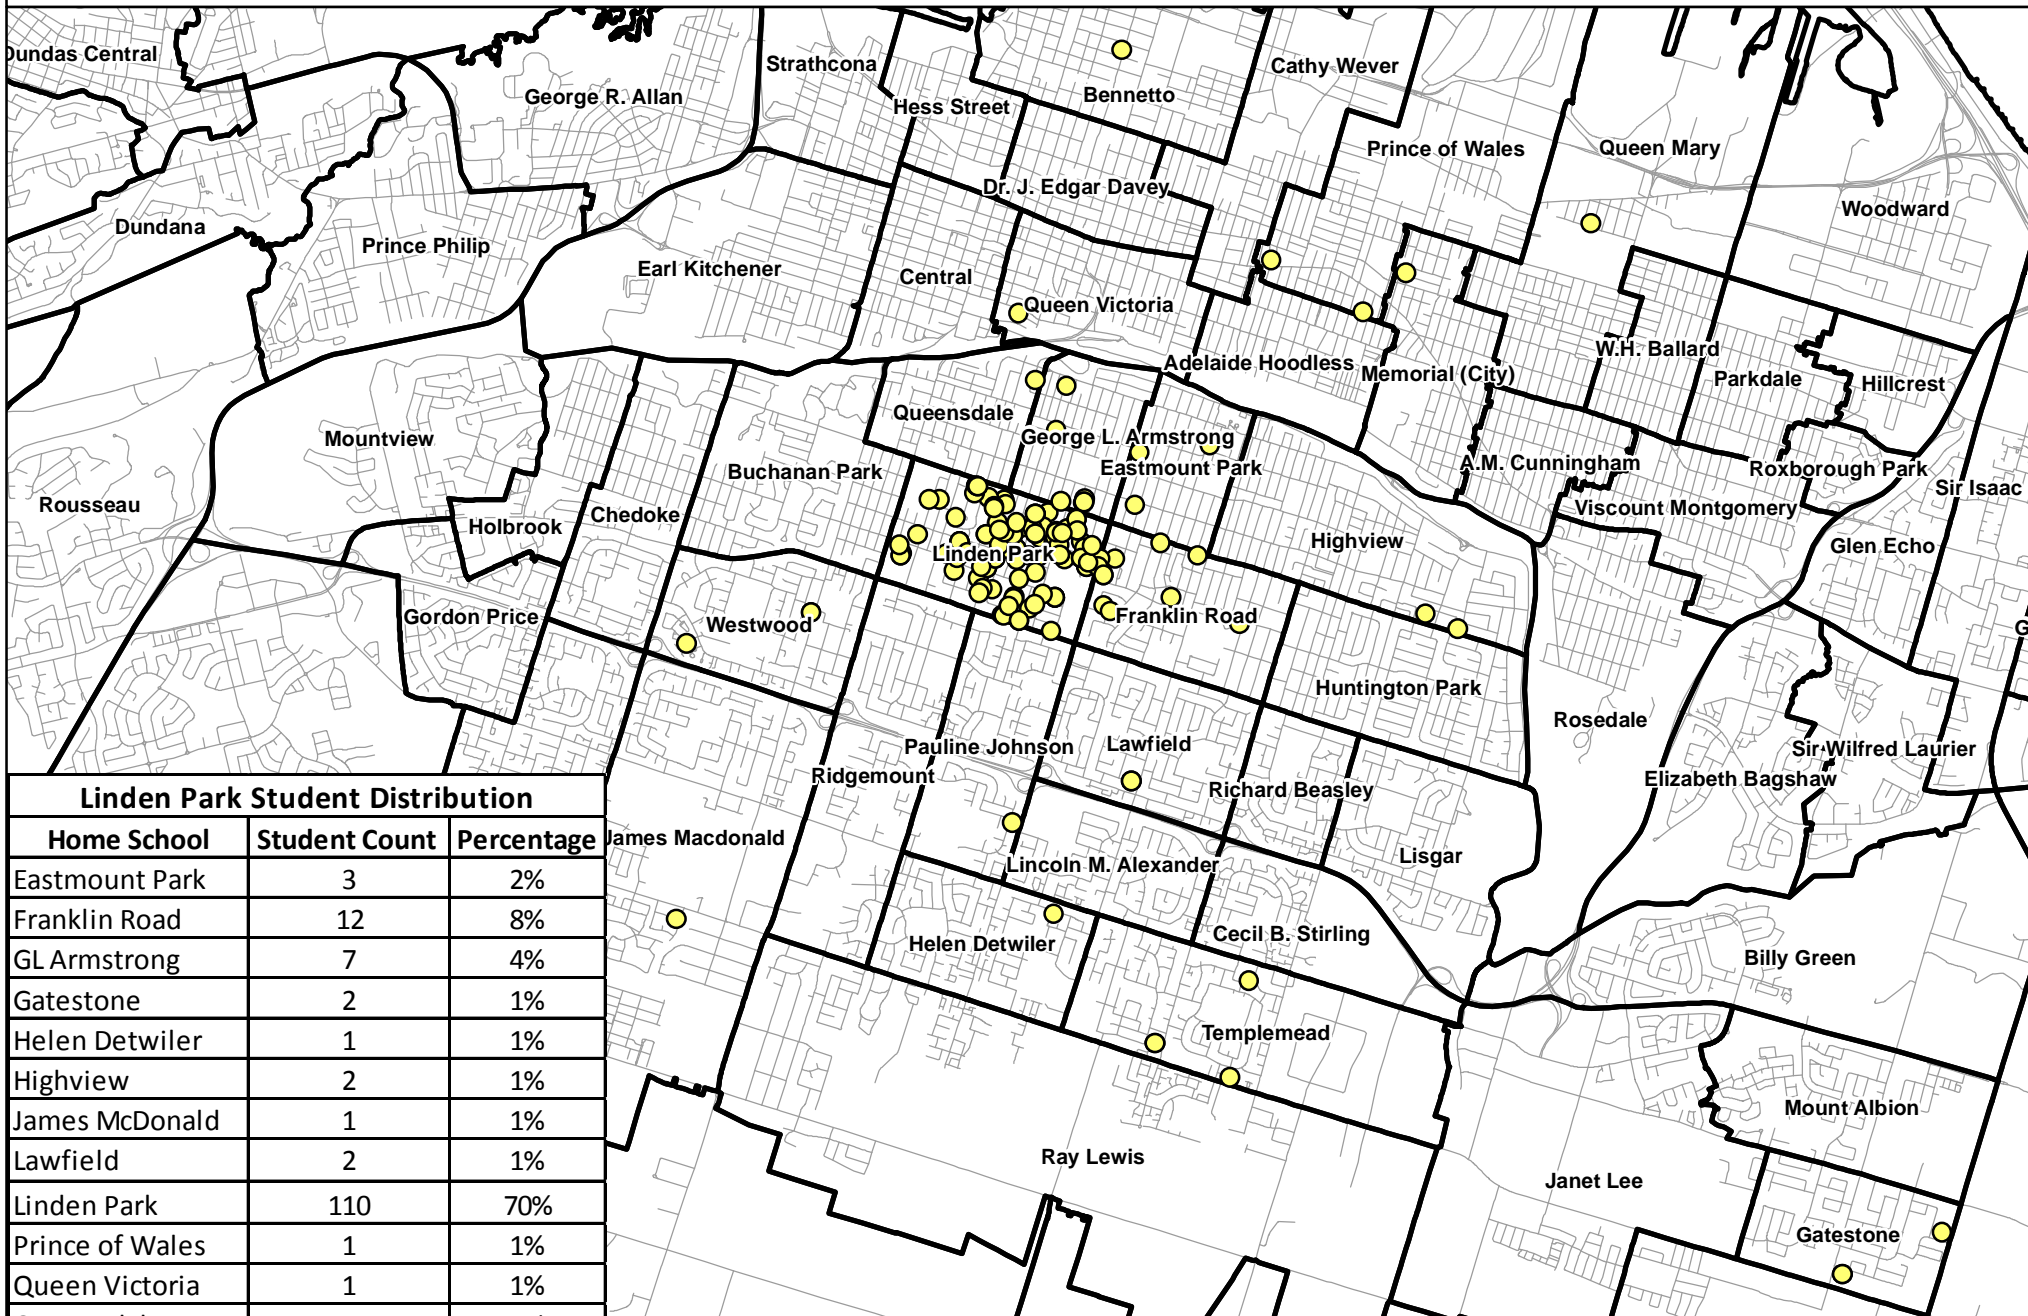 Dundas Central
Strathcona
Cathy Wever
George R. Allan
Bennetto
Hess Street
Prince of Wales
Queen Mary
Dr. J. Edgar Davey
Woodward
Dundana
Prince Philip
Earl Kitchener
Central
Queen Victoria
W.H. Ballard
Adelaide Hoodless
Memorial (City)
Parkdale
Hillcrest
Queensdale
Mountview
George L. Armstrong
Buchanan Park
Eastmount Park
A.M. Cunningham
Roxborough Park
Sir Isaac
Rousseau
Holbrook
Chedoke
Viscount Montgomery
Highview
Glen Echo
Linden Park
Gordon Price
Westwood
Franklin Road
Huntington Park
Rosedale
Pauline Johnson
Lawfield
Sir Wilfred Laurier
Ridgemount
Richard Beasley
Elizabeth Bagshaw
James Macdonald
Lincoln M. Alexander
Lisgar
Helen Detwiler
Cecil B. Stirling
Billy Green
Templemead
Mount Albion
Ray Lewis
Janet Lee
Gatestone
Linden Park Student Distribution
Home School Student Count Percentage
Eastmount Park 3 2%
Franklin Road 12 8%
GL Armstrong 7 4%
Gatestone 2 1%
Helen Detwiler 1 1%
Highview 2 1%
James McDonald 1 1%
Lawfield 2 1%
Linden Park 110 70%
Prince of Wales 1 1%
Queen Victoria 1 1%